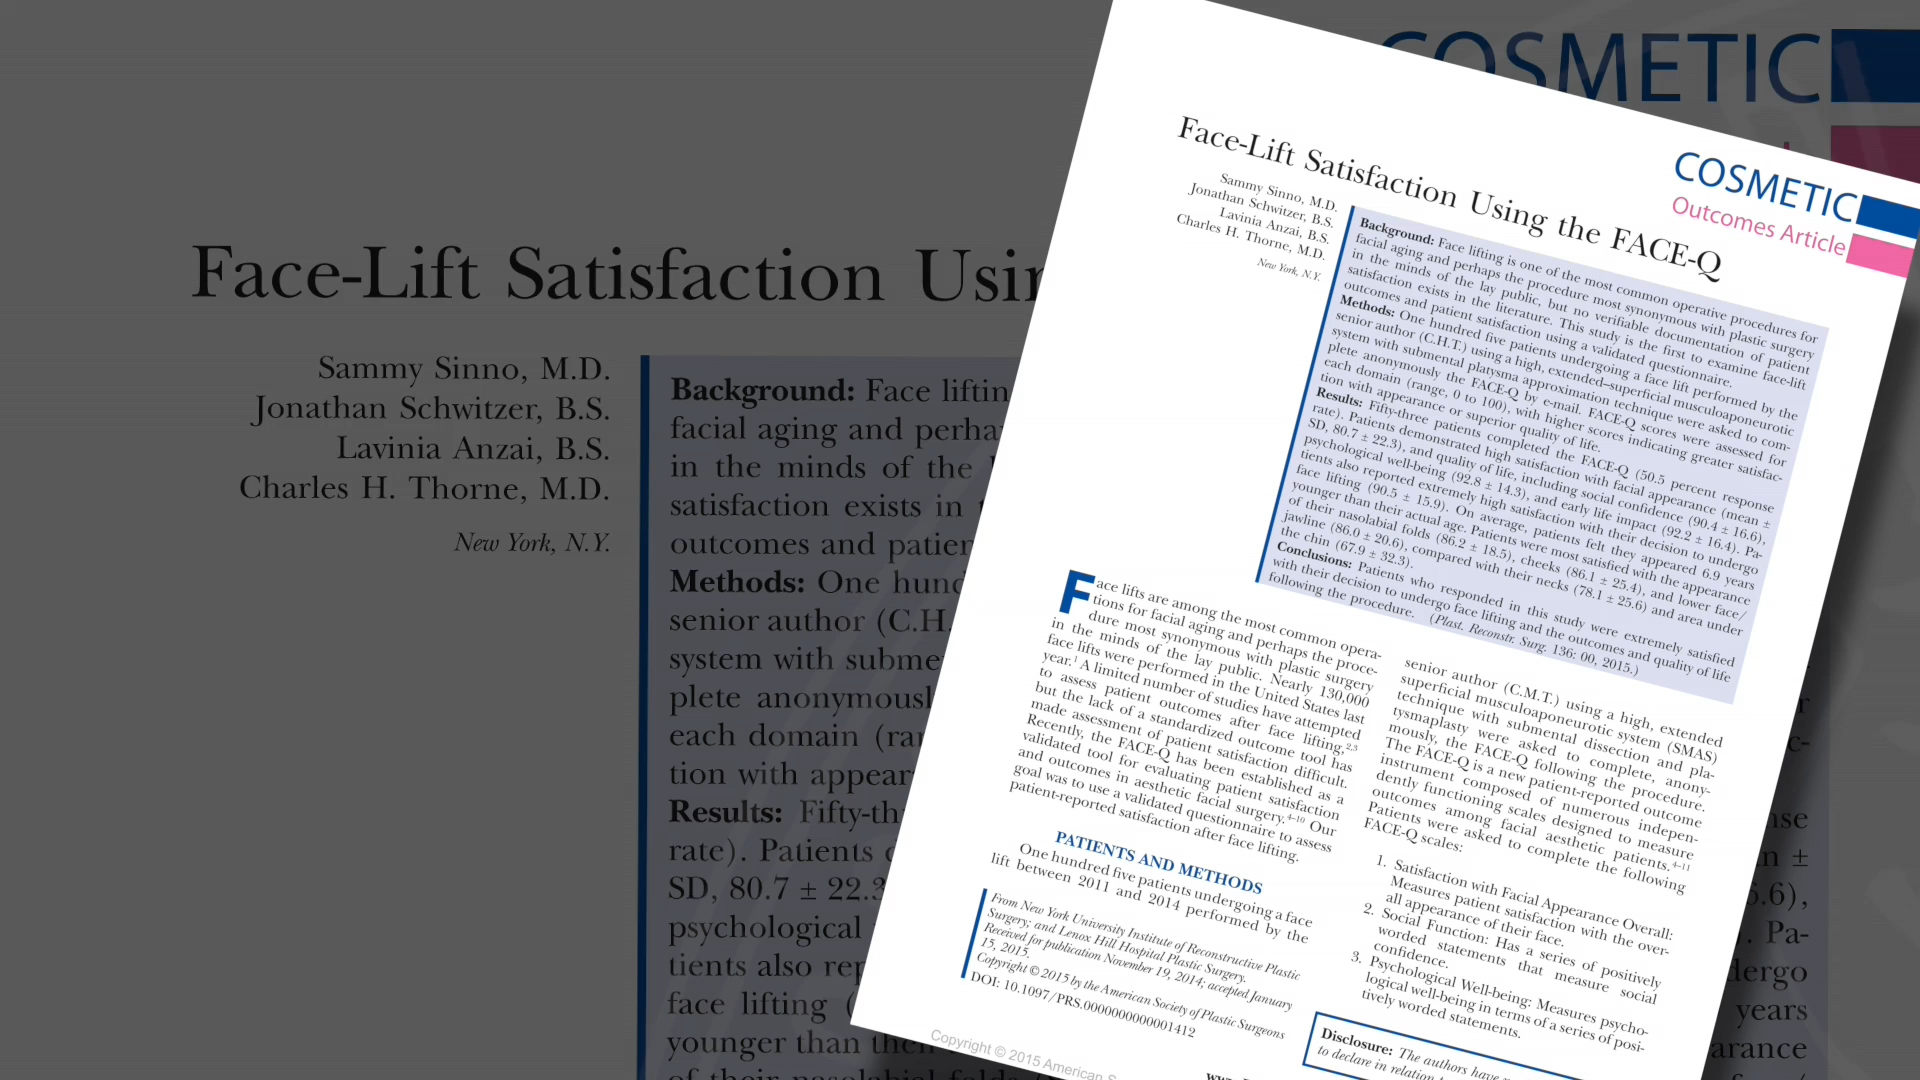 COSMETIC
Face-Lift Satisfaction Usin
Sammy Sinno, M.D.
Jonathan Schwitzer, B.S.
Lavinia Anzai, B.S.
Charles H. Thorne, M.D.
New York, N.Y.
Background: Face liftin
facial aging and perha
in the minds of the
satisfaction exists in
outcomes and patien
Methods: One hund
senior author (C.H.
system with subme
plete anonymousl
each domain (ra
tion with appear
Results: Fifty-th
rate). Patients
SD, 80.7 ± 22.3
psychological
tients also rep
face lifting (
younger than the
COSMETIC
Outcomes Article
Face-Lift Satisfaction Using the FACE-Q
Sammy Sinno, M.D.
Jonathan Schwitzer, B.S.
Lavinia Anzai, B.S.
Charles H. Thorne, M.D.
New York, N.Y.
Background: Face lifting is one of the most common operative procedures for
facial aging and perhaps the procedure most synonymous with plastic surgery
in the minds of the lay public, but no verifiable documentation of patient
satisfaction exists in the literature. This study is the first to examine face-lift
outcomes and patient satisfaction using a validated questionnaire.
Methods: One hundred five patients undergoing a face lift performed by the
senior author (C.H.T.) using a high, extended–superficial musculoaponeurotic
system with submental platysma approximation technique were asked to com-
plete anonymously the FACE-Q by e-mail. FACE-Q scores were assessed for
each domain (range, 0 to 100), with higher scores indicating greater satisfac-
tion with appearance or superior quality of life.
Results: Fifty-three patients completed the FACE-Q (50.5 percent response
rate). Patients demonstrated high satisfaction with facial appearance (mean ±
SD, 80.7 ± 22.3), and quality of life, including social confidence (90.4 ± 16.6),
psychological well-being (92.8 ± 14.3), and early life impact (92.2 ± 16.4). Pa-
tients also reported extremely high satisfaction with their decision to undergo
face lifting (90.5 ± 15.9). On average, patients felt they appeared 6.9 years
younger than their actual age. Patients were most satisfied with the appearance
of their nasolabial folds (86.2 ± 18.5), cheeks (86.1 ± 25.4), and lower face/
jawline (86.0 ± 20.6), compared with their necks (78.1 ± 25.6) and area under
the chin (67.9 ± 32.3).
Conclusions: Patients who responded in this study were extremely satisfied
with their decision to undergo face lifting and the outcomes and quality of life
following the procedure. (Plast. Reconstr. Surg. 136: 00, 2015.)
Face lifts are among the most common opera-
tions for facial aging and perhaps the proce-
dure most synonymous with plastic surgery
in the minds of the lay public. Nearly 130,000
face lifts were performed in the United States last
year.1 A limited number of studies have attempted
to assess patient outcomes after face lifting,2,3
but the lack of a standardized outcome tool has
made assessment of patient satisfaction difficult.
Recently, the FACE-Q has been established as a
validated tool for evaluating patient satisfaction
and outcomes in aesthetic facial surgery.4–10 Our
goal was to use a validated questionnaire to assess
patient-reported satisfaction after face lifting.
PATIENTS AND METHODS
One hundred five patients undergoing a face
lift between 2011 and 2014 performed by the
From New York University Institute of Reconstructive Plastic
Surgery; and Lenox Hill Hospital Plastic Surgery.
Received for publication November 19, 2014; accepted January
15, 2015.
Copyright © 2015 by the American Society of Plastic Surgeons
DOI: 10.1097/PRS.0000000000001412
senior author (C.M.T.) using a high, extended
superficial musculoaponeurotic system (SMAS)
technique with submental dissection and pla-
tysmaplasty were asked to complete, anony-
mously, the FACE-Q following the procedure.
The FACE-Q is a new patient-reported outcome
instrument composed of numerous indepen-
dently functioning scales designed to measure
outcomes among facial aesthetic patients.4–11
Patients were asked to complete the following
FACE-Q scales:
1. Satisfaction with Facial Appearance Overall:
Measures patient satisfaction with the over-
all appearance of their face.
2. Social Function: Has a series of positively
worded statements that measure social
confidence.
3. Psychological Well-being: Measures psycho-
logical well-being in terms of a series of posi-
tively worded statements.
Disclosure: The authors have
to declare in relation
Copyright © 2015 American S
nse
n ±
6.6),
. Pa-
dergo
years
arance